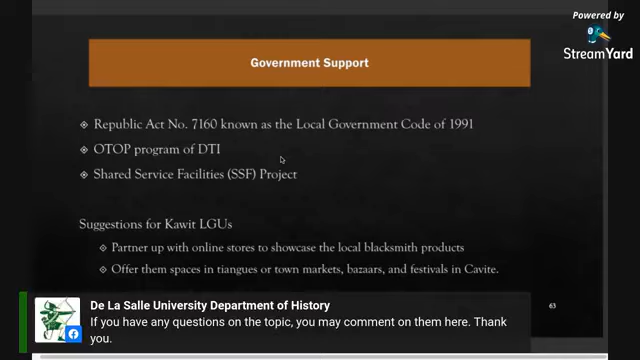 Powered by
StreamYard
Government Support
Republic Act No. 7160 known as the Local Government Code of 1991
OTOP program of DTI
Shared Service Facilities (SSF) Project
Suggestions for Kawit LGUs
Partner up with online stores to showcase the local blacksmith products
Offer them spaces in tiangues or town markets, bazaars, and festivals in Cavite.
63
De La Salle University Department of History
If you have any questions on the topic, you may comment on them here. Thank
you.